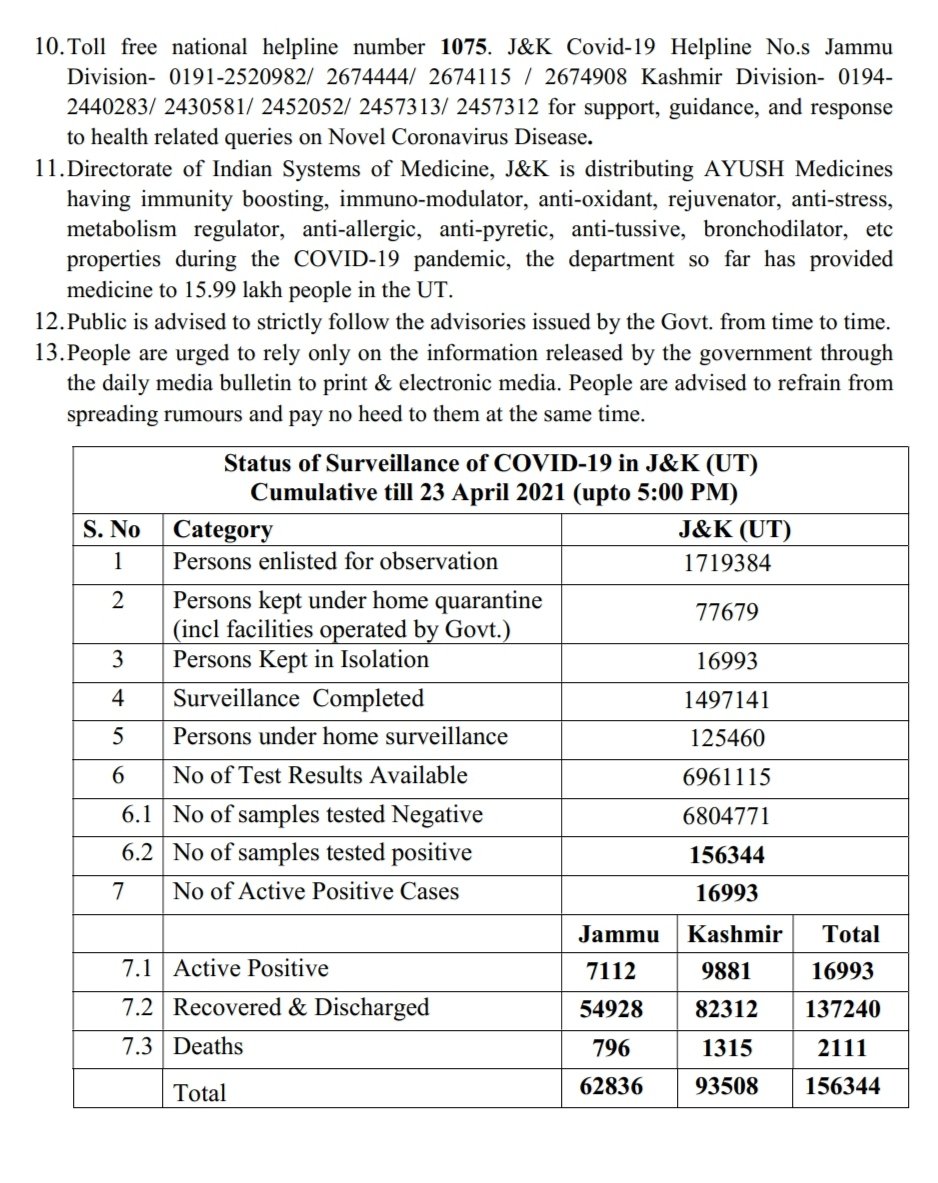 10. Toll free national helpline number 1075. J&K Covid-19 Helpline No.s Jammu
Division- 0191-2520982/ 2674444/ 2674115 / 2674908 Kashmir Division- 0194-
2440283/ 2430581/ 2452052/ 2457313/ 2457312 for support, guidance, and response
to health related queries on Novel Coronavirus Disease.
11. Directorate of Indian Systems of Medicine, J&K is distributing AYUSH Medicines
having immunity boosting, immuno-modulator, anti-oxidant, rejuvenator, anti-stress,
metabolism regulator, anti-allergic, anti-pyretic, anti-tussive, bronchodilator, etc
properties during the COVID-19 pandemic, the department so far has provided
medicine to 15.99 lakh people in the UT.
12. Public is advised to strictly follow the advisories issued by the Govt. from time to time.
13. People are urged to rely only on the information released by the government through
the daily media bulletin to print & electronic media. People are advised to refrain from
spreading rumours and pay no heed to them at the same time.
Status of Surveillance of COVID-19 in J&K (UT)
Cumulative till 23 April 2021 (upto 5:00 PM)
S. No Category J&K (UT)
1 Persons enlisted for observation 1719384
2 Persons kept under home quarantine
(incl facilities operated by Govt.) 77679
3 Persons Kept in Isolation 16993
4 Surveillance Completed 1497141
5 Persons under home surveillance 125460
6 No of Test Results Available 6961115
6.1 No of samples tested Negative 6804771
6.2 No of samples tested positive 156344
7 No of Active Positive Cases 16993
Jammu Kashmir Total
7.1 Active Positive 7112 9881 16993
7.2 Recovered & Discharged 54928 82312 137240
7.3 Deaths 796 1315 2111
Total 62836 93508 156344